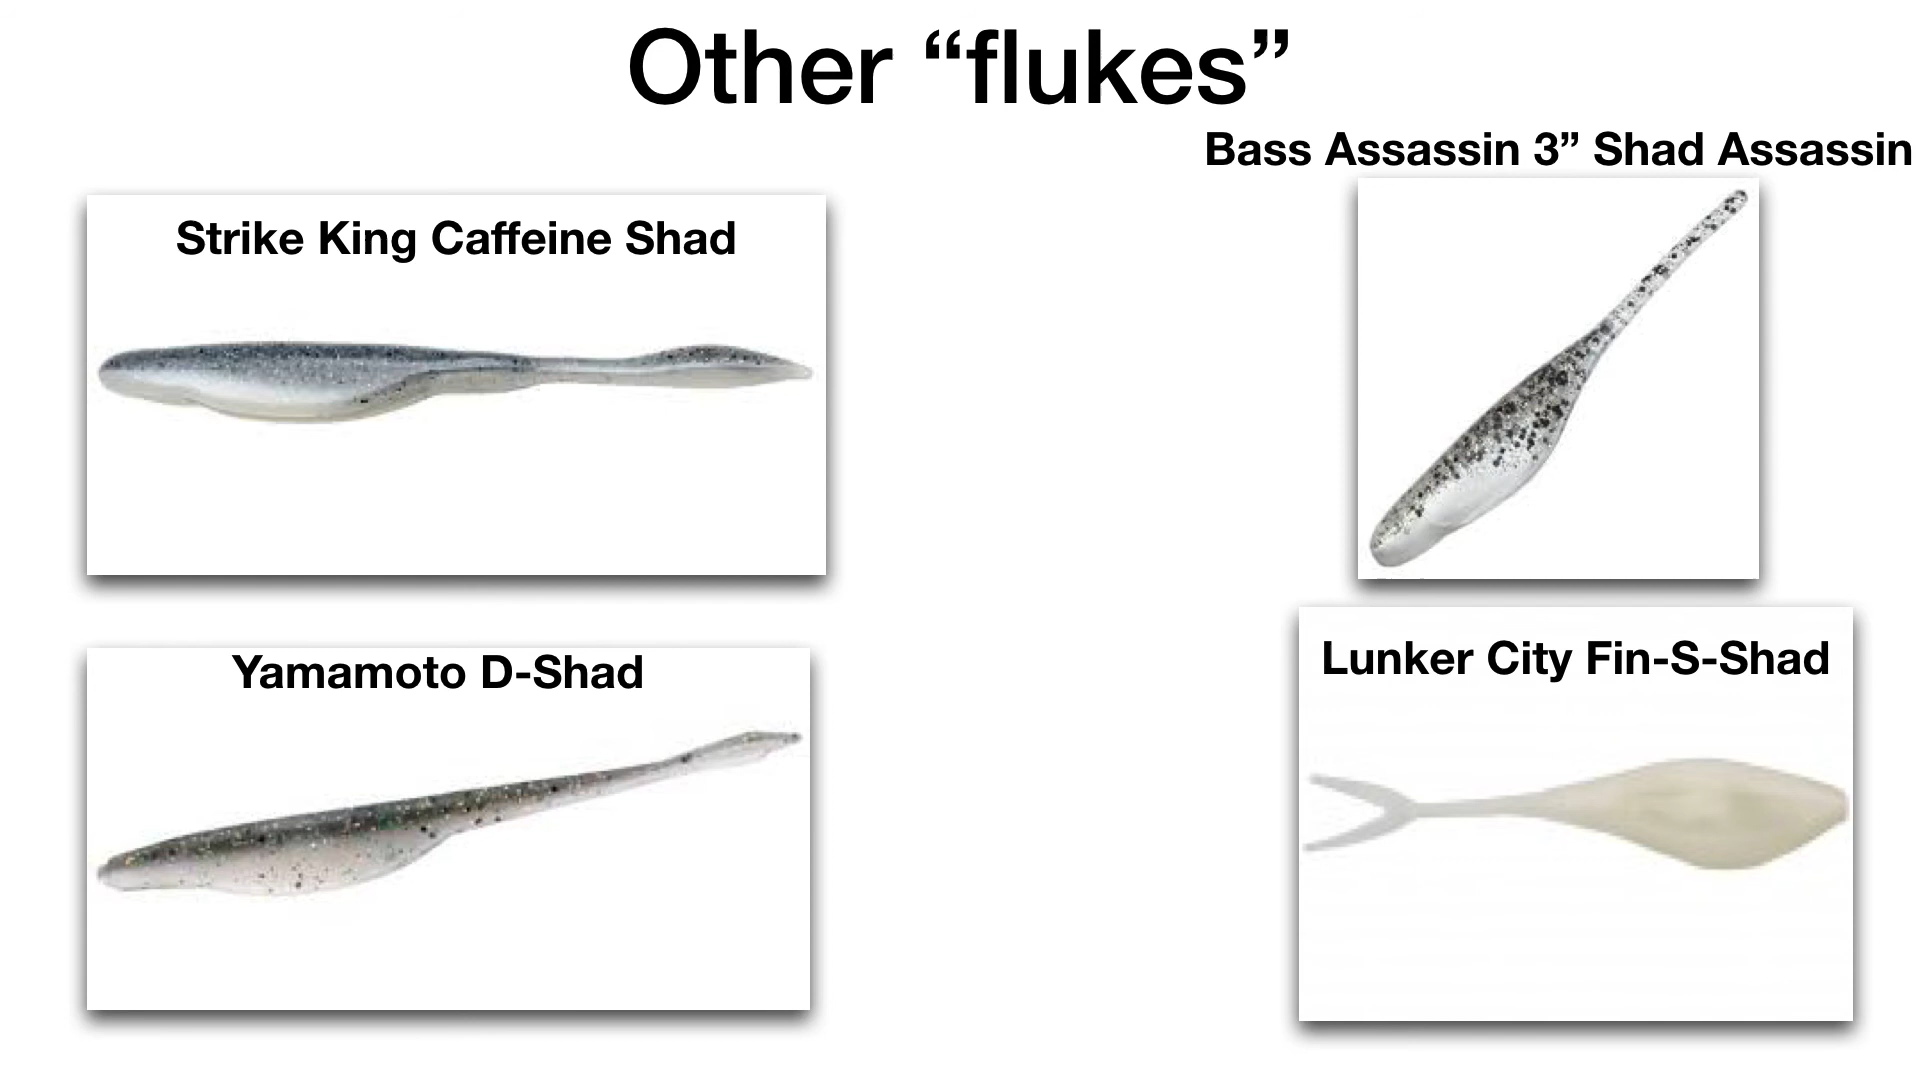 Other “flukes”
Bass Assassin 3” Shad Assassin
Strike King Caffeine Shad
Yamamoto D-Shad
Lunker City Fin-S-Shad